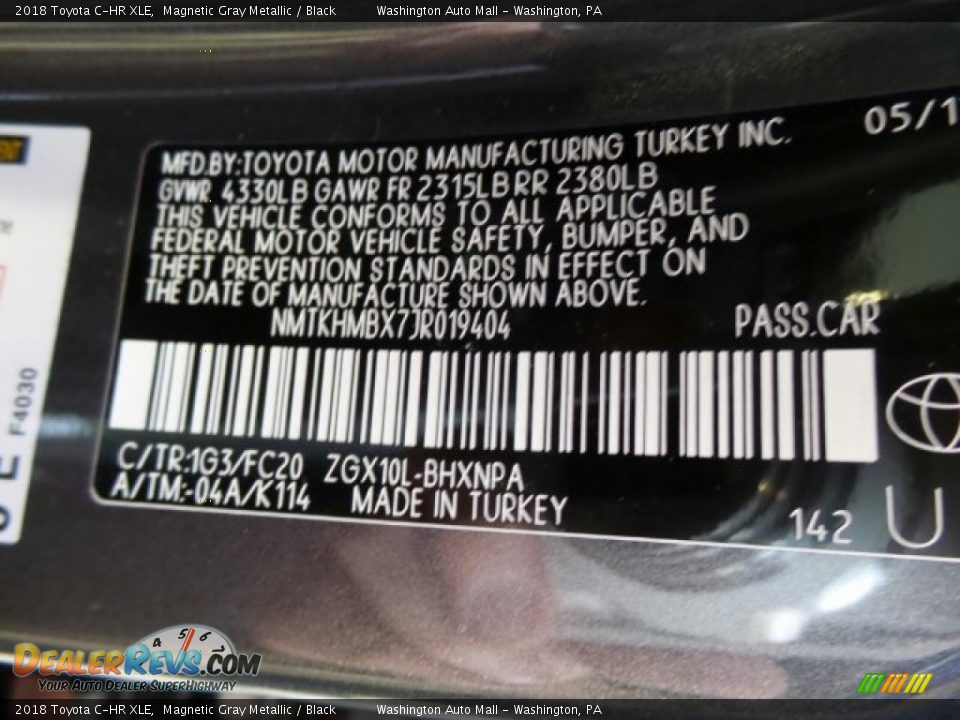 2018 Toyota C-HR XLE, Magnetic Gray Metallic / Black Washington Auto Mall - Washington, PA
05/1
MFD.BY:TOYOTA MOTOR MANUFACTURING TURKEY INC.
GVWR 4330LB GAWR FR 2315LB RR 2380LB
THIS VEHICLE CONFORMS TO ALL APPLICABLE
FEDERAL MOTOR VEHICLE SAFETY, BUMPER, AND
THEFT PREVENTION STANDARDS IN EFFECT ON
THE DATE OF MANUFACTURE SHOWN ABOVE.
NMTKHMBX7JR019404 PASS.CAR
F4030
C/TR:1G3/FC20 ZGX10L-BHXNPA
A/TM:-04A/K114 MADE IN TURKEY
142 U
4 5 6
DEALERREVS.COM
YOUR AUTO DEALER SUPERHIGHWAY
2018 Toyota C-HR XLE, Magnetic Gray Metallic / Black Washington Auto Mall - Washington, PA